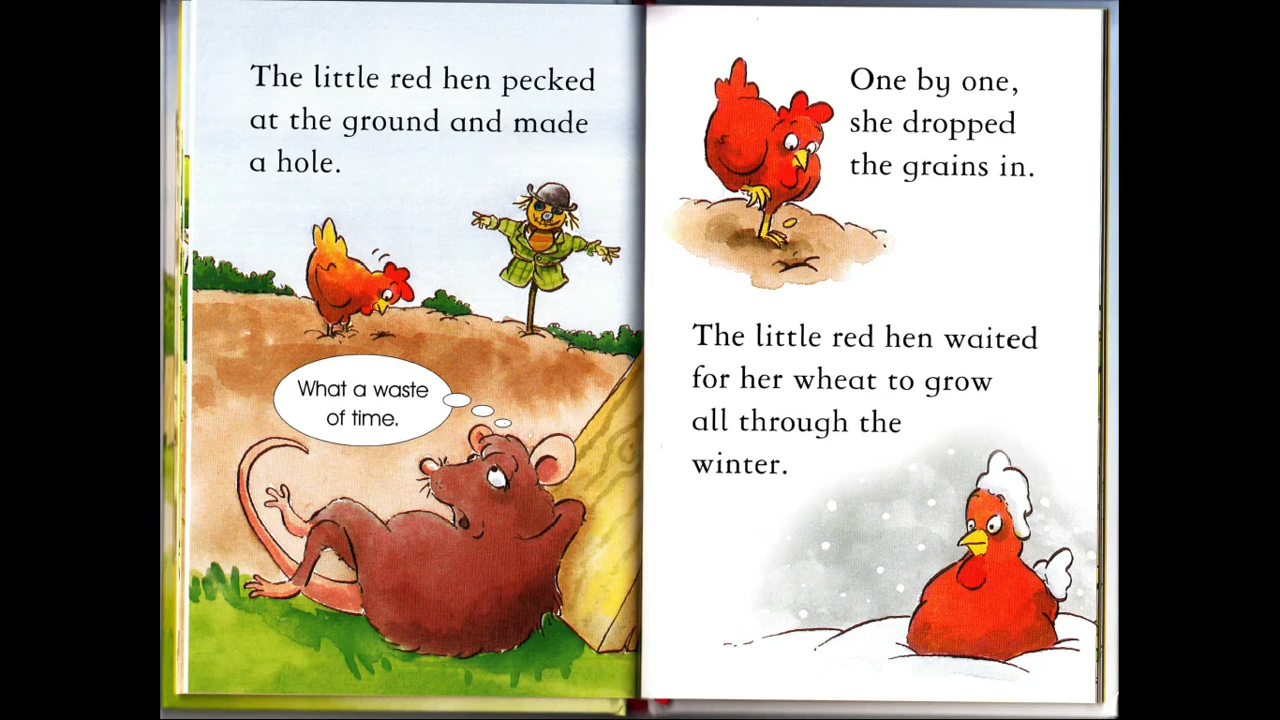 The little red hen pecked
at the ground and made
a hole.
What a waste
of time.
One by one,
she dropped
the grains in.
The little red hen waited
for her wheat to grow
all through the
winter.